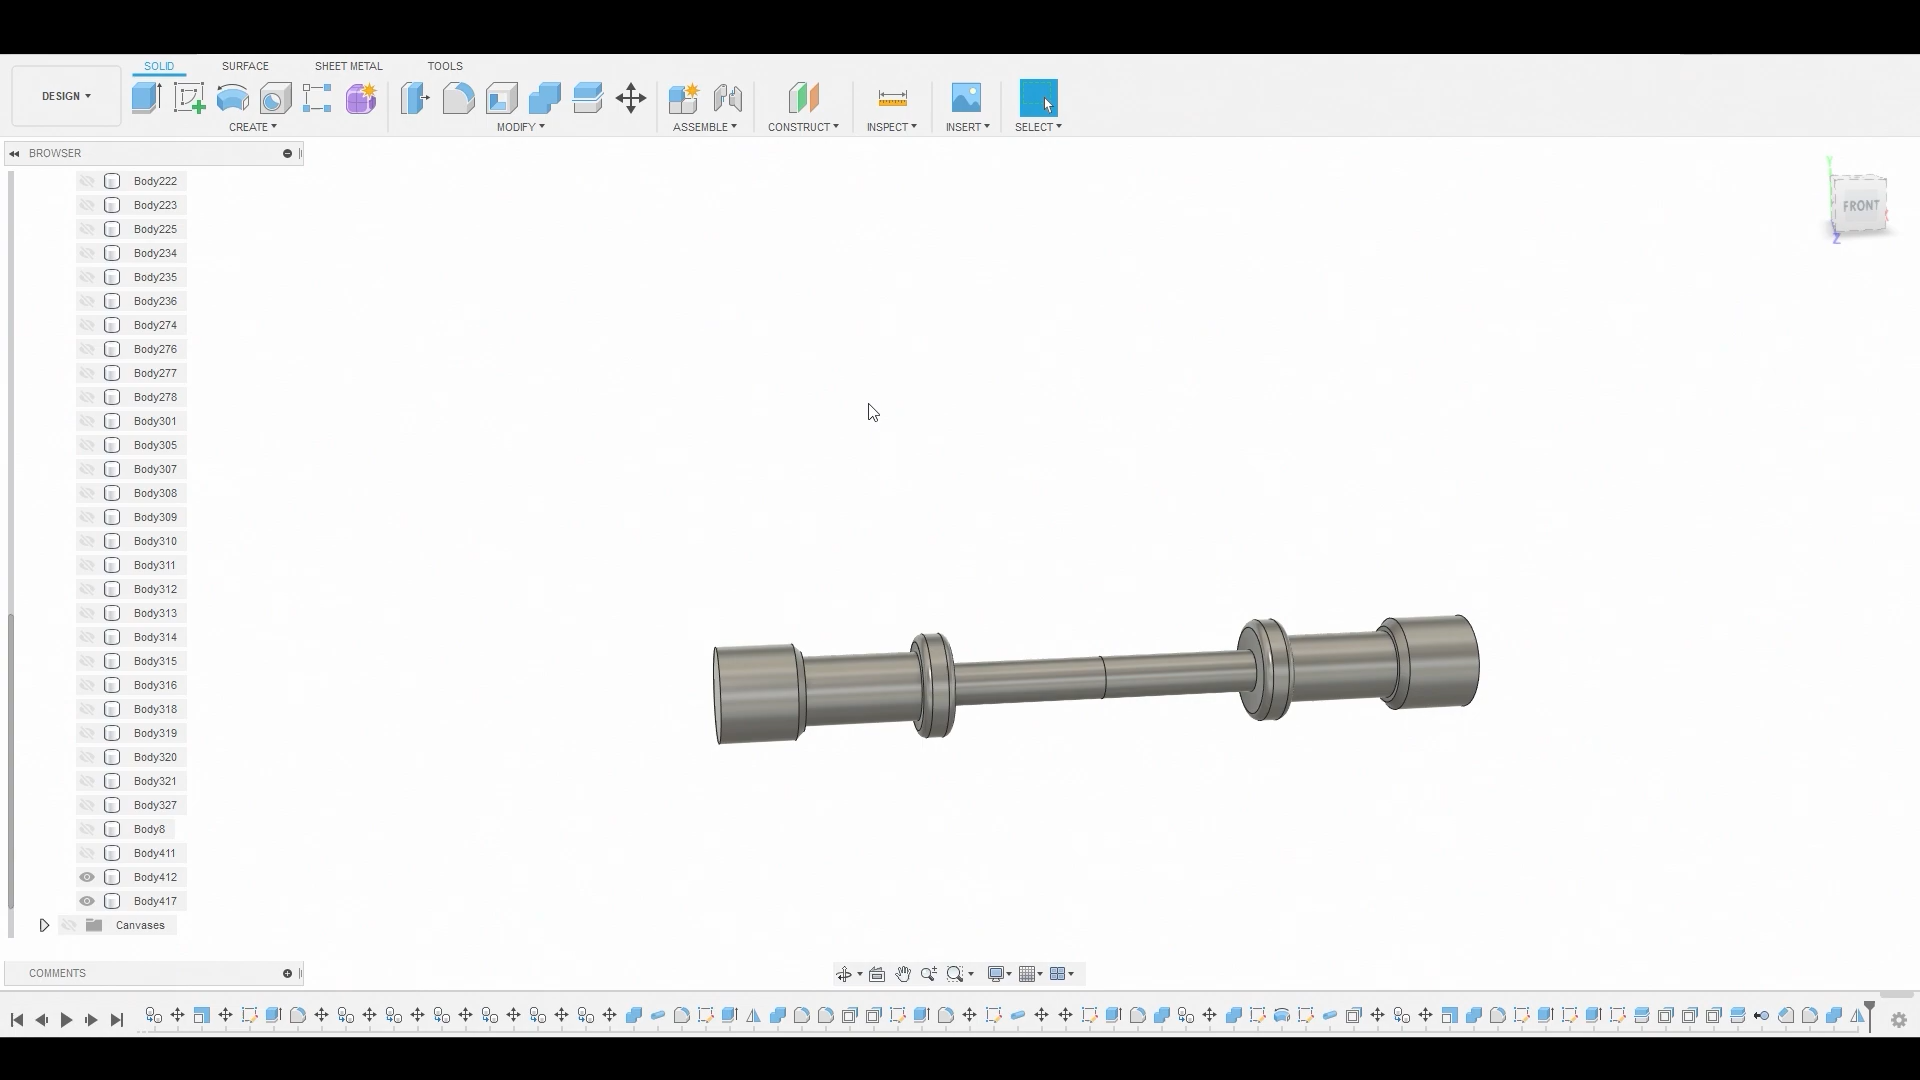 SOLID SURFACE SHEET METAL TOOLS
DESIGN
CREATE MODIFY ASSEMBLE CONSTRUCT INSPECT INSERT SELECT
BROWSER
Body222
Body223
Body225
Body234
Body235
Body236
Body274
Body276
Body277
Body278
Body301
Body305
Body307
Body308
Body309
Body310
Body311
Body312
Body313
Body314
Body315
Body316
Body318
Body319
Body320
Body321
Body327
Body8
Body411
Body412
Body417
Canvases
COMMENTS
Y
FRONT
X
Z